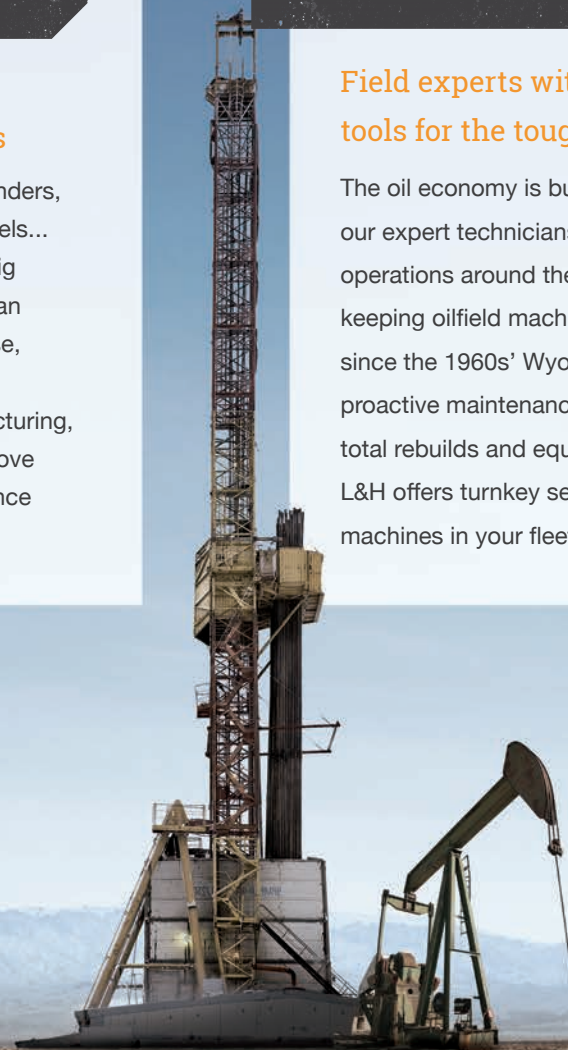 s
nders,
els...
ig
an
e,
cturing,
ove
nce
Field experts wit
tools for the toug
The oil economy is bu
our expert technicians
operations around the
keeping oilfield mach
since the 1960s' Wyo
proactive maintenanc
total rebuilds and equ
L&H offers turnkey se
machines in your fleet